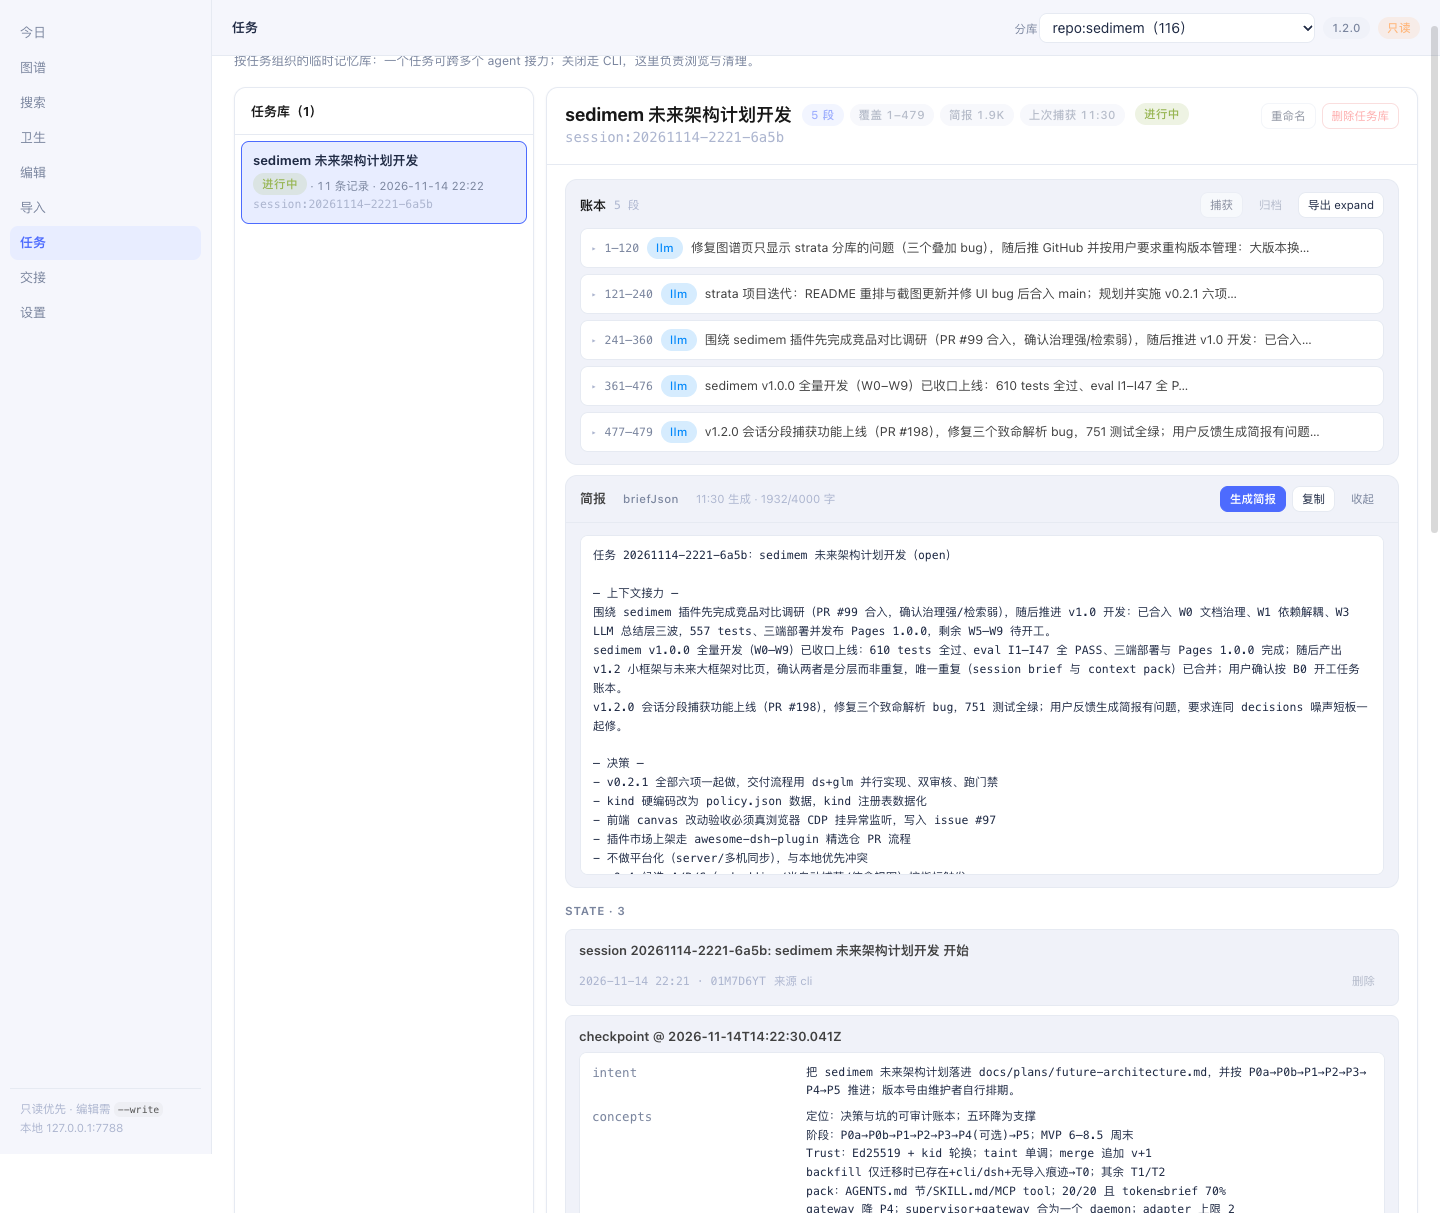 今日
图谱
搜索
卫生
编辑
导入
任务
交接
设置
只读优先 · 编辑需 --write
本地 127.0.0.1:7788
任务
分库 repo:sedimem（116） 1.2.0 只读
按任务组织的临时记忆库：一个任务可跨多个 agent 接力；关闭走 CLI，这里负责浏览与清理。
任务库（1）
sedimem 未来架构计划开发
进行中 · 11 条记录 · 2026-11-14 22:22
session:20261114-2221-6a5b
sedimem 未来架构计划开发 5 段 覆盖 1–479 简报 1.9K 上次捕获 11:30 进行中 重命名 删除任务库
session:20261114-2221-6a5b
账本 5 段 捕获 归档 导出 expand
▸ 1–120 llm 修复图谱页只显示 strata 分库的问题（三个叠加 bug），随后推 GitHub 并按用户要求重构版本管理：大版本换...
▸ 121–240 llm strata 项目迭代：README 重排与截图更新并修 UI bug 后合入 main；规划并实施 v0.2.1 六项...
▸ 241–360 llm 围绕 sedimem 插件先完成竞品对比调研（PR #99 合入，确认治理强/检索弱），随后推进 v1.0 开发：已合入...
▸ 361–476 llm sedimem v1.0.0 全量开发（W0–W9）已收口上线：610 tests 全过、eval I1–I47 全 P...
▸ 477–479 llm v1.2.0 会话分段捕获功能上线（PR #198），修复三个致命解析 bug，751 测试全绿；用户反馈生成简报有问题...
简报 briefJson 11:30 生成 · 1932/4000 字 生成简报 复制 收起
任务 20261114-2221-6a5b：sedimem 未来架构计划开发（open）
— 上下文接力 —
围绕 sedimem 插件先完成竞品对比调研（PR #99 合入，确认治理强/检索弱），随后推进 v1.0 开发：已合入 W0 文档治理、W1 依赖解耦、W3
LLM 总结层三波，557 tests、三端部署并发布 Pages 1.0.0，剩余 W5–W9 待开工。
sedimem v1.0.0 全量开发（W0–W9）已收口上线：610 tests 全过、eval I1–I47 全 PASS、三端部署与 Pages 1.0.0 完成；随后产出
v1.2 小框架与未来大框架对比页，确认两者是分层而非重复，唯一重复（session brief 与 context pack）已合并；用户确认按 B0 开工任务
账本。
v1.2.0 会话分段捕获功能上线（PR #198），修复三个致命解析 bug，751 测试全绿；用户反馈生成简报有问题，要求连同 decisions 噪声短板一
起修。
— 决策 —
- v0.2.1 全部六项一起做，交付流程用 ds+glm 并行实现、双审核、跑门禁
- kind 硬编码改为 policy.json 数据，kind 注册表数据化
- 前端 canvas 改动验收必须真浏览器 CDP 挂异常监听，写入 issue #97
- 插件市场上架走 awesome-dsh-plugin 精选仓 PR 流程
- 不做平台化（server/多机同步），与本地优先冲突
STATE · 3
session 20261114-2221-6a5b: sedimem 未来架构计划开发 开始
2026-11-14 22:21 · 01M7D6YT 来源 cli 删除
checkpoint @ 2026-11-14T14:22:30.041Z
intent 把 sedimem 未来架构计划落进 docs/plans/future-architecture.md，并按 P0a→P0b→P1→P2→P3→
P4→P5 推进；版本号由维护者自行排期。
concepts 定位：决策与坑的可审计账本；五环降为支撑
阶段：P0a→P0b→P1→P2→P3→P4(可选)→P5；MVP 6–8.5 周末
Trust：Ed25519 + kid 轮换；taint 单调；merge 追加 v+1
backfill 仅迁移时已存在+cli/dsh+无导入痕迹→T0；其余 T1/T2
pack：AGENTS.md 节/SKILL.md/MCP tool；20/20 且 token≤brief 70%
gateway 降 P4；supervisor+gateway 合为一个 daemon；adapter 上限 2